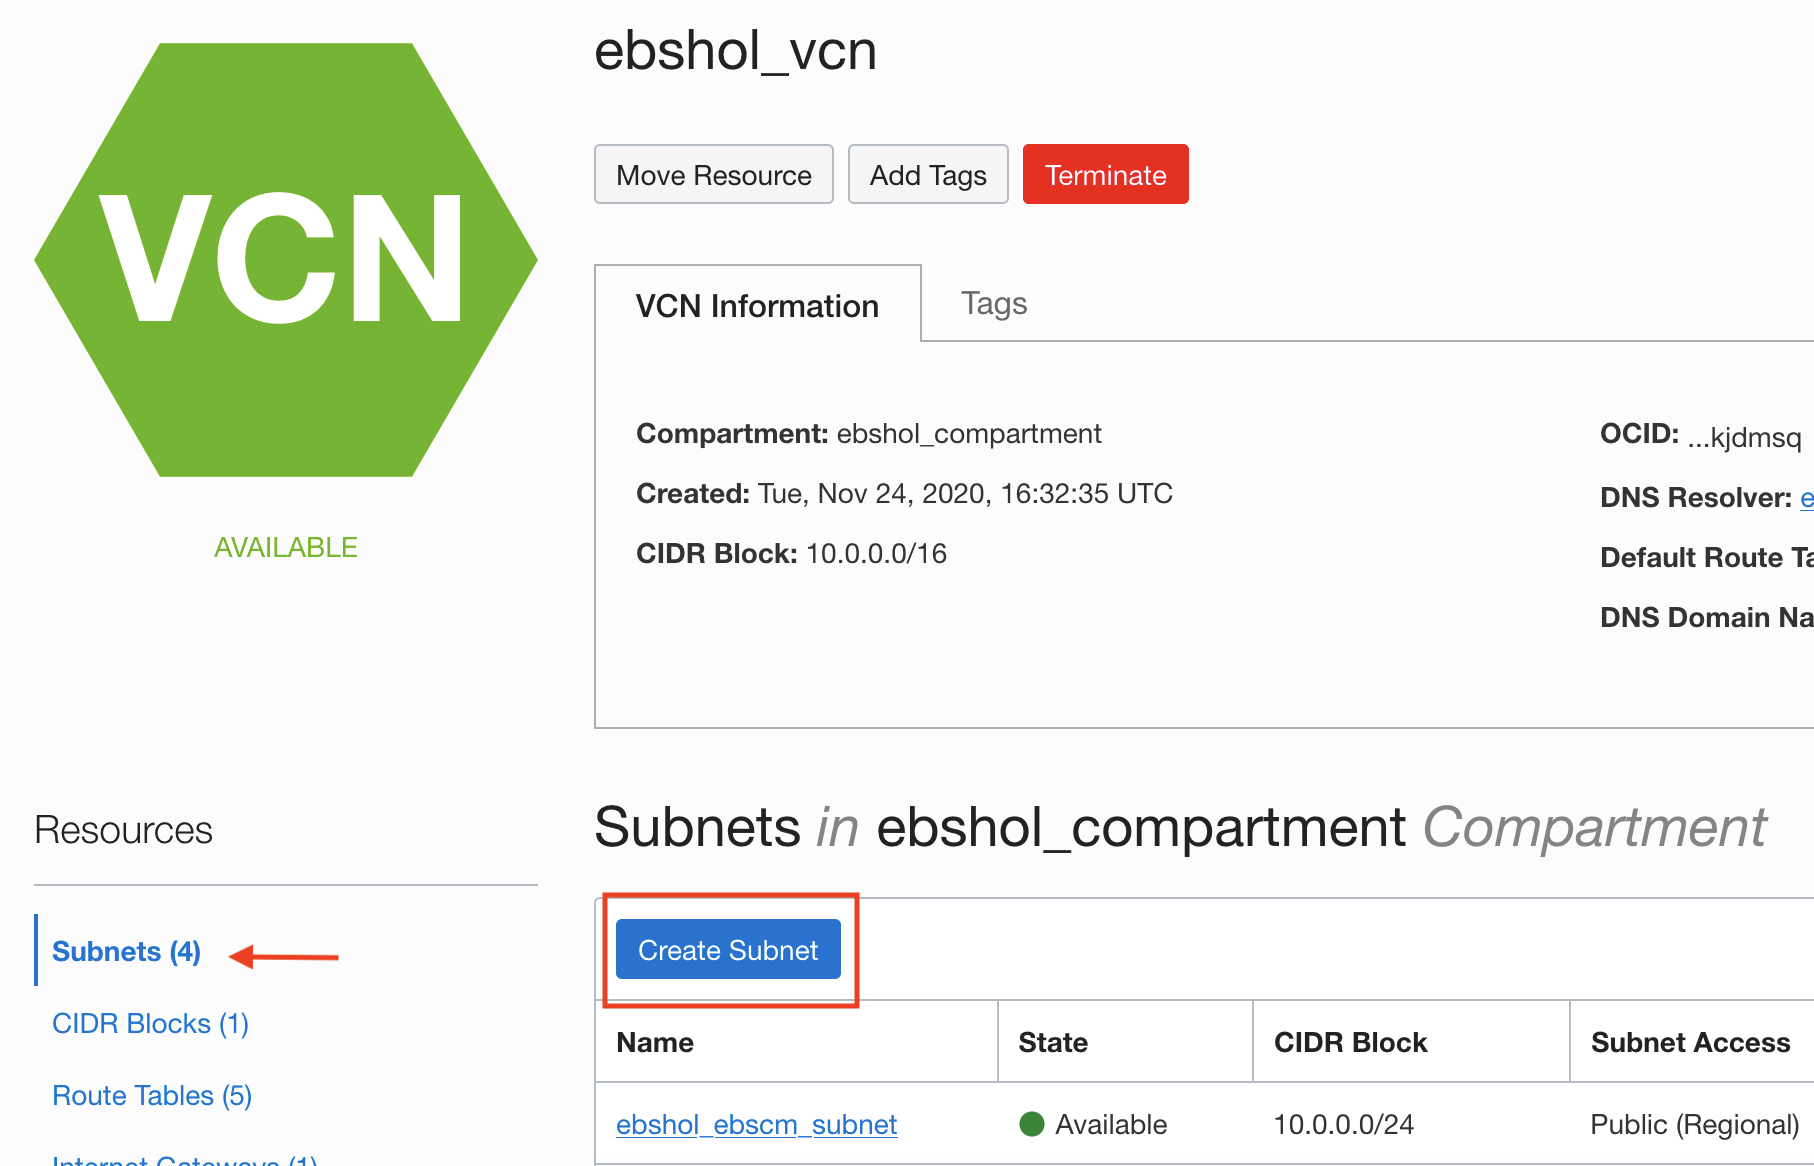 ebshol_vcn
Move Resource Add Tags Terminate
VCN
VCN Information Tags
Compartment: ebshol_compartment
OCID: ...kjdmsq
Created: Tue, Nov 24, 2020, 16:32:35 UTC
DNS Resolver: e
CIDR Block: 10.0.0.0/16
Default Route Ta
DNS Domain Na
AVAILABLE
Resources
Subnets (4)
CIDR Blocks (1)
Route Tables (5)
Internet Gateways (1)
Subnets in ebshol_compartment Compartment
Create Subnet
Name State CIDR Block Subnet Access
ebshol_ebscm_subnet Available 10.0.0.0/24 Public (Regional)